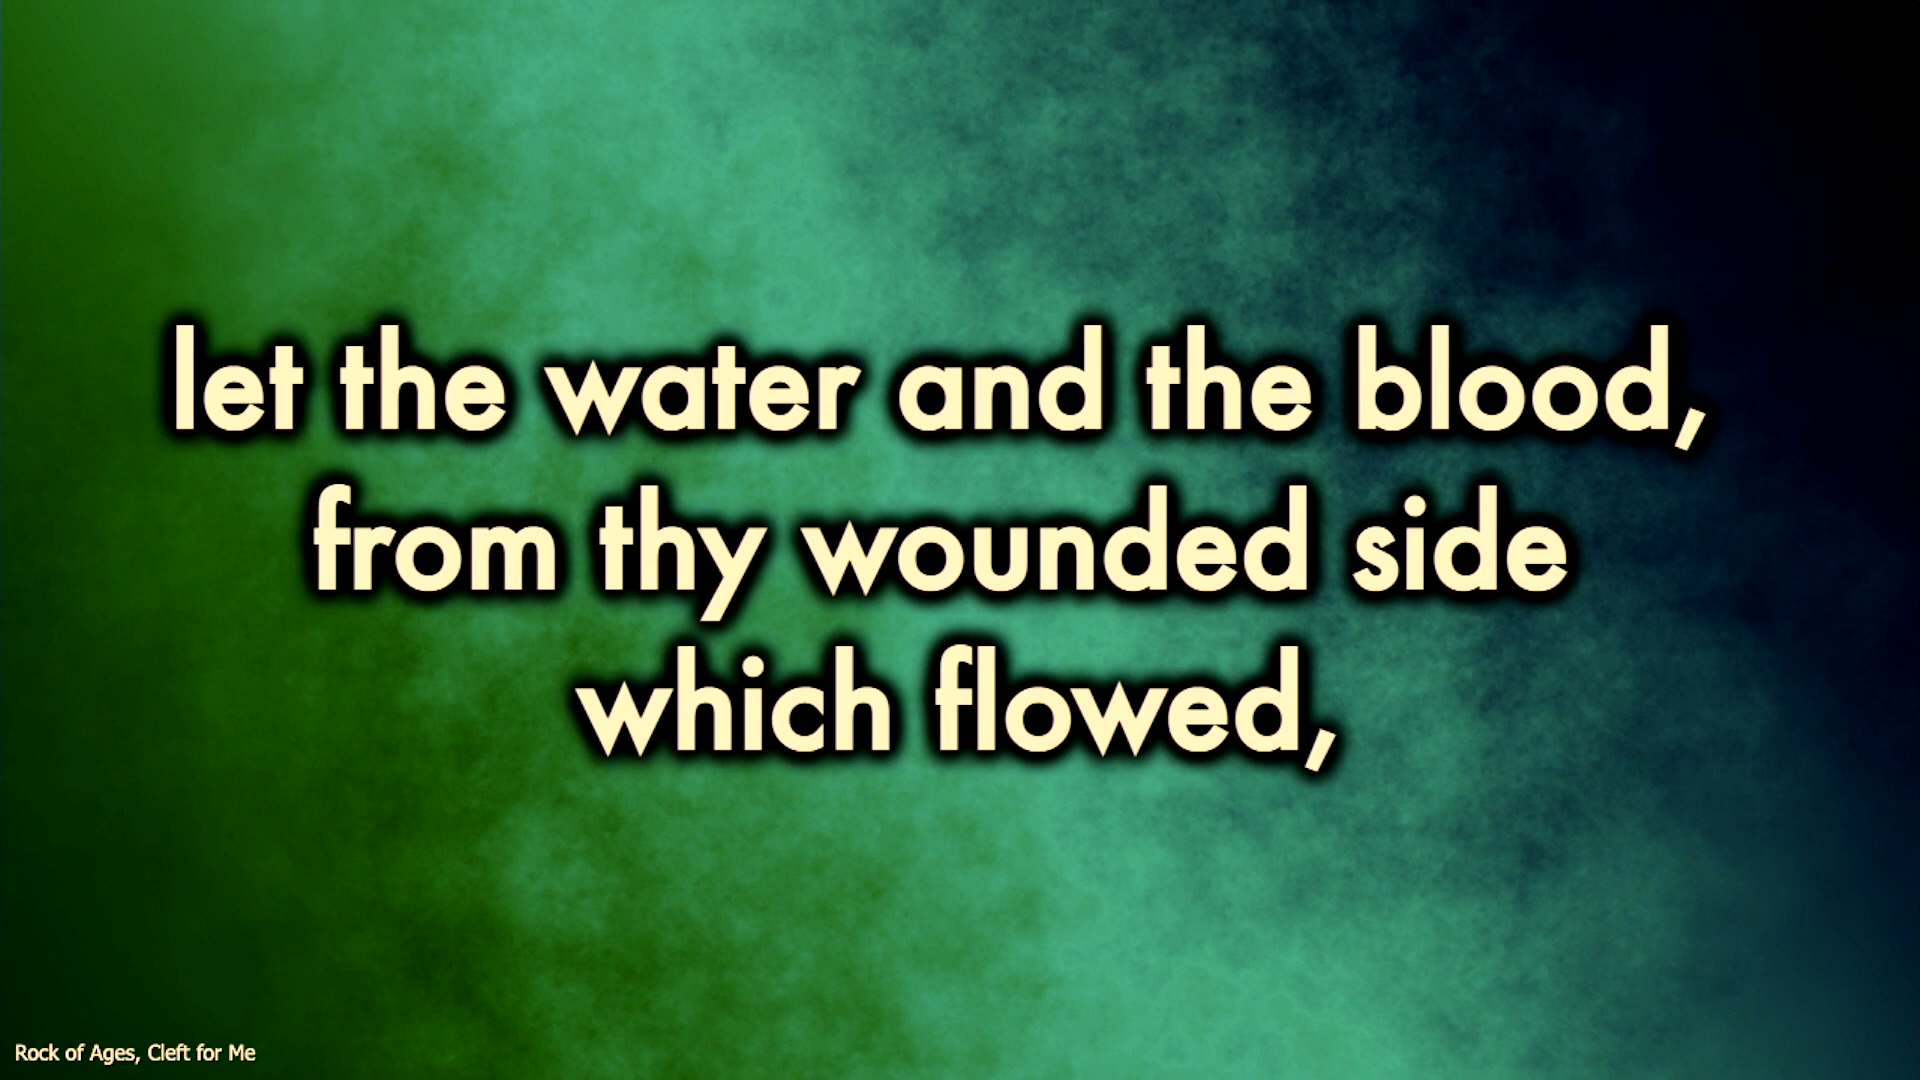 let the water and the blood,
from thy wounded side
which flowed,
Rock of Ages, Cleft for Me